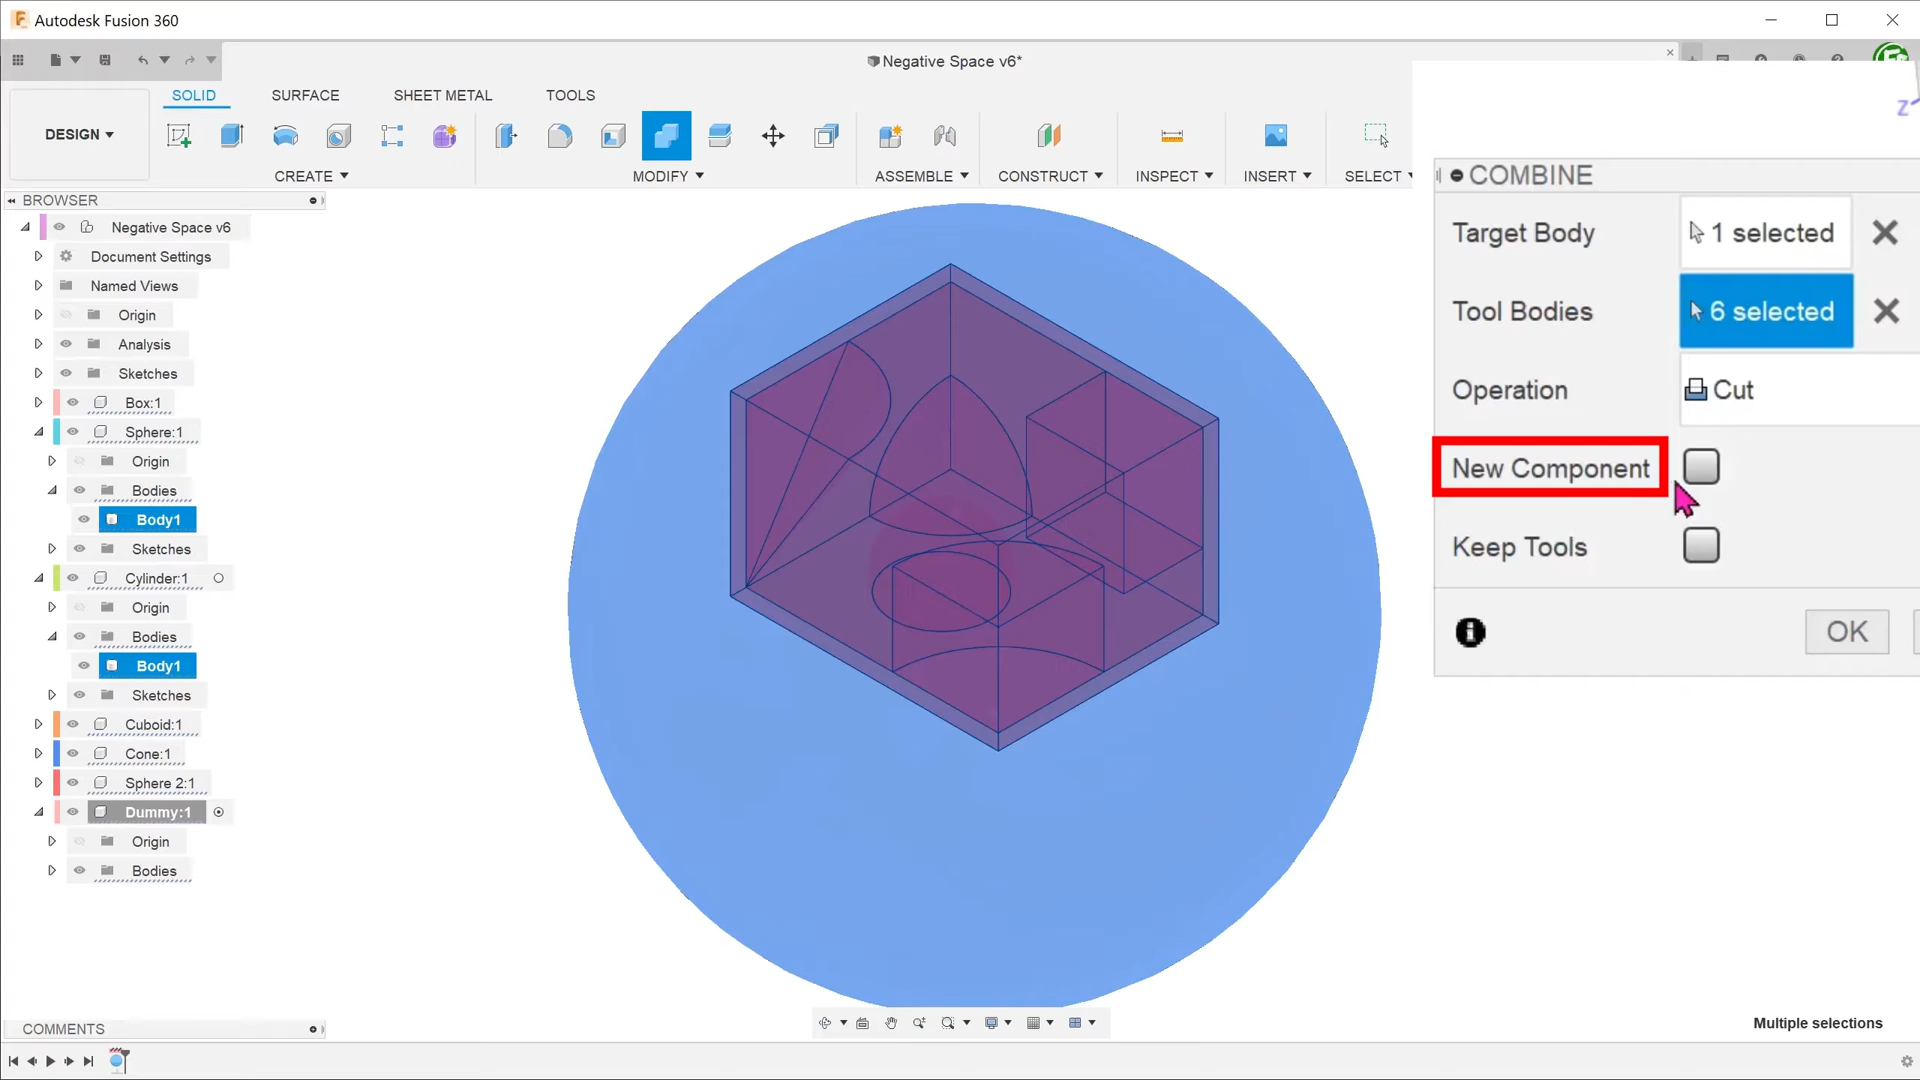 Autodesk Fusion 360
Negative Space v6*
SOLID
SURFACE
SHEET METAL
TOOLS
DESIGN
CREATE
MODIFY
ASSEMBLE
CONSTRUCT
INSPECT
INSERT
SELECT
Z
BROWSER
Negative Space v6
Document Settings
Named Views
Origin
Analysis
Sketches
Box:1
Sphere:1
Origin
Bodies
Body1
Sketches
Cylinder:1
Origin
Bodies
Body1
Sketches
Cuboid:1
Cone:1
Sphere 2:1
Dummy:1
Origin
Bodies
COMBINE
Target Body 1 selected
Tool Bodies 6 selected
Operation Cut
New Component
Keep Tools
OK
COMMENTS
Multiple selections